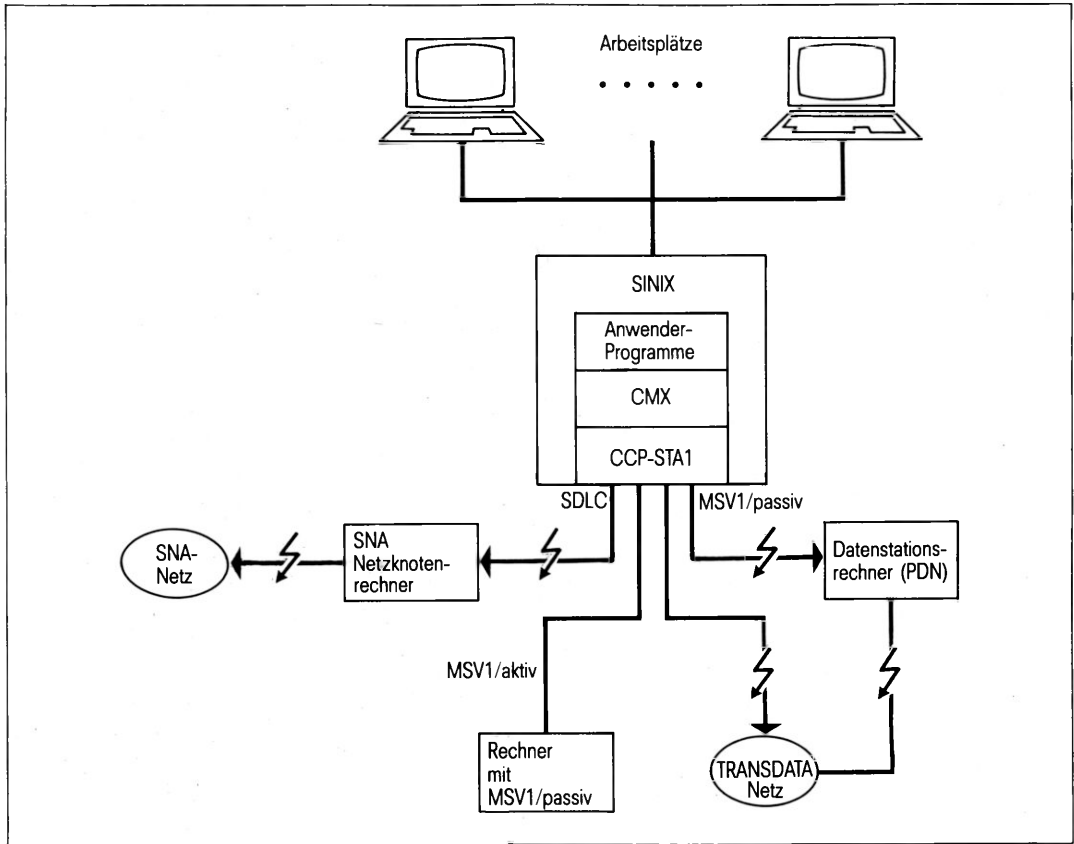 Arbeitsplätze
SINIX
Anwender-
Programme
CMX
CCP-STA1
SDLC
MSV1/passiv
SNA-
Netz
SNA
Netzknoten-
rechner
Datenstations-
rechner (PDN)
MSV1/aktiv
Rechner
mit
MSV1/passiv
TRANSDATA
Netz